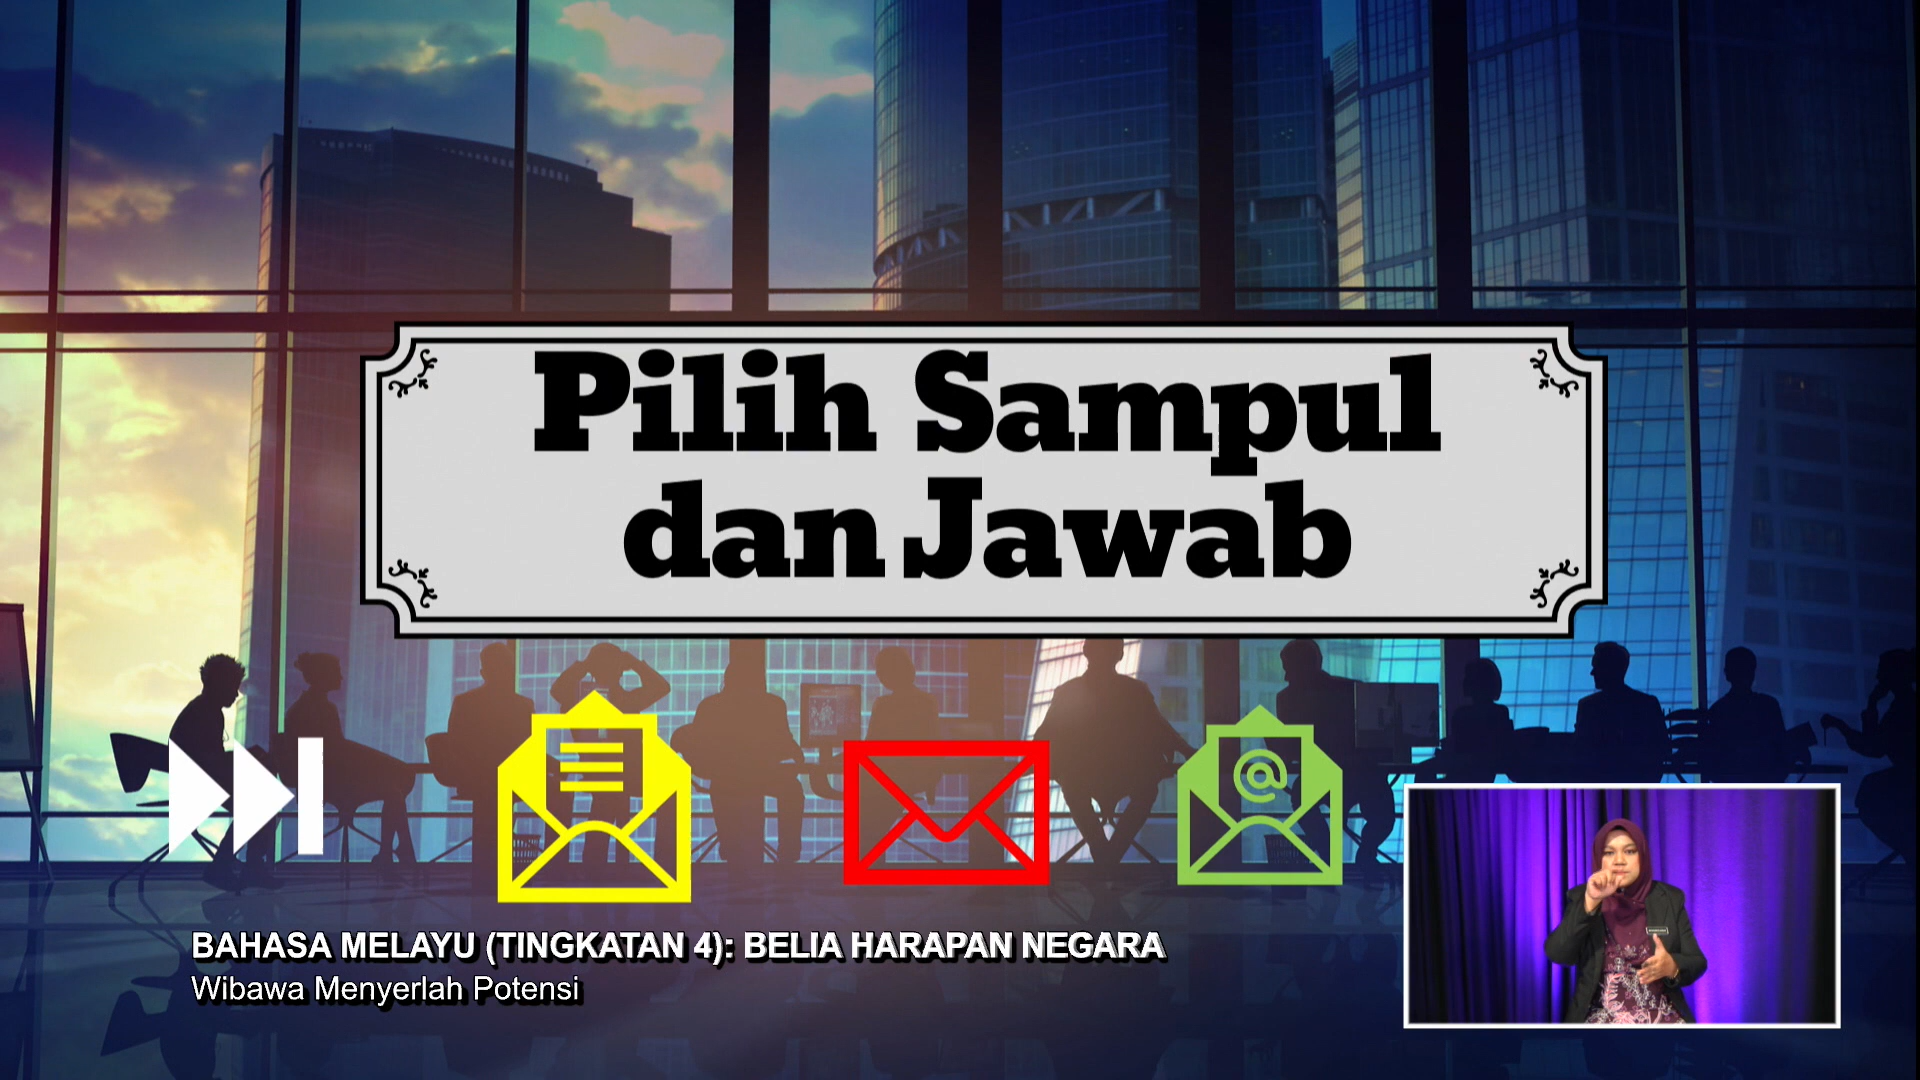 Pilih Sampul
dan Jawab
@
BAHASA MELAYU (TINGKATAN 4): BELIA HARAPAN NEGARA
Wibawa Menyerlah Potensi